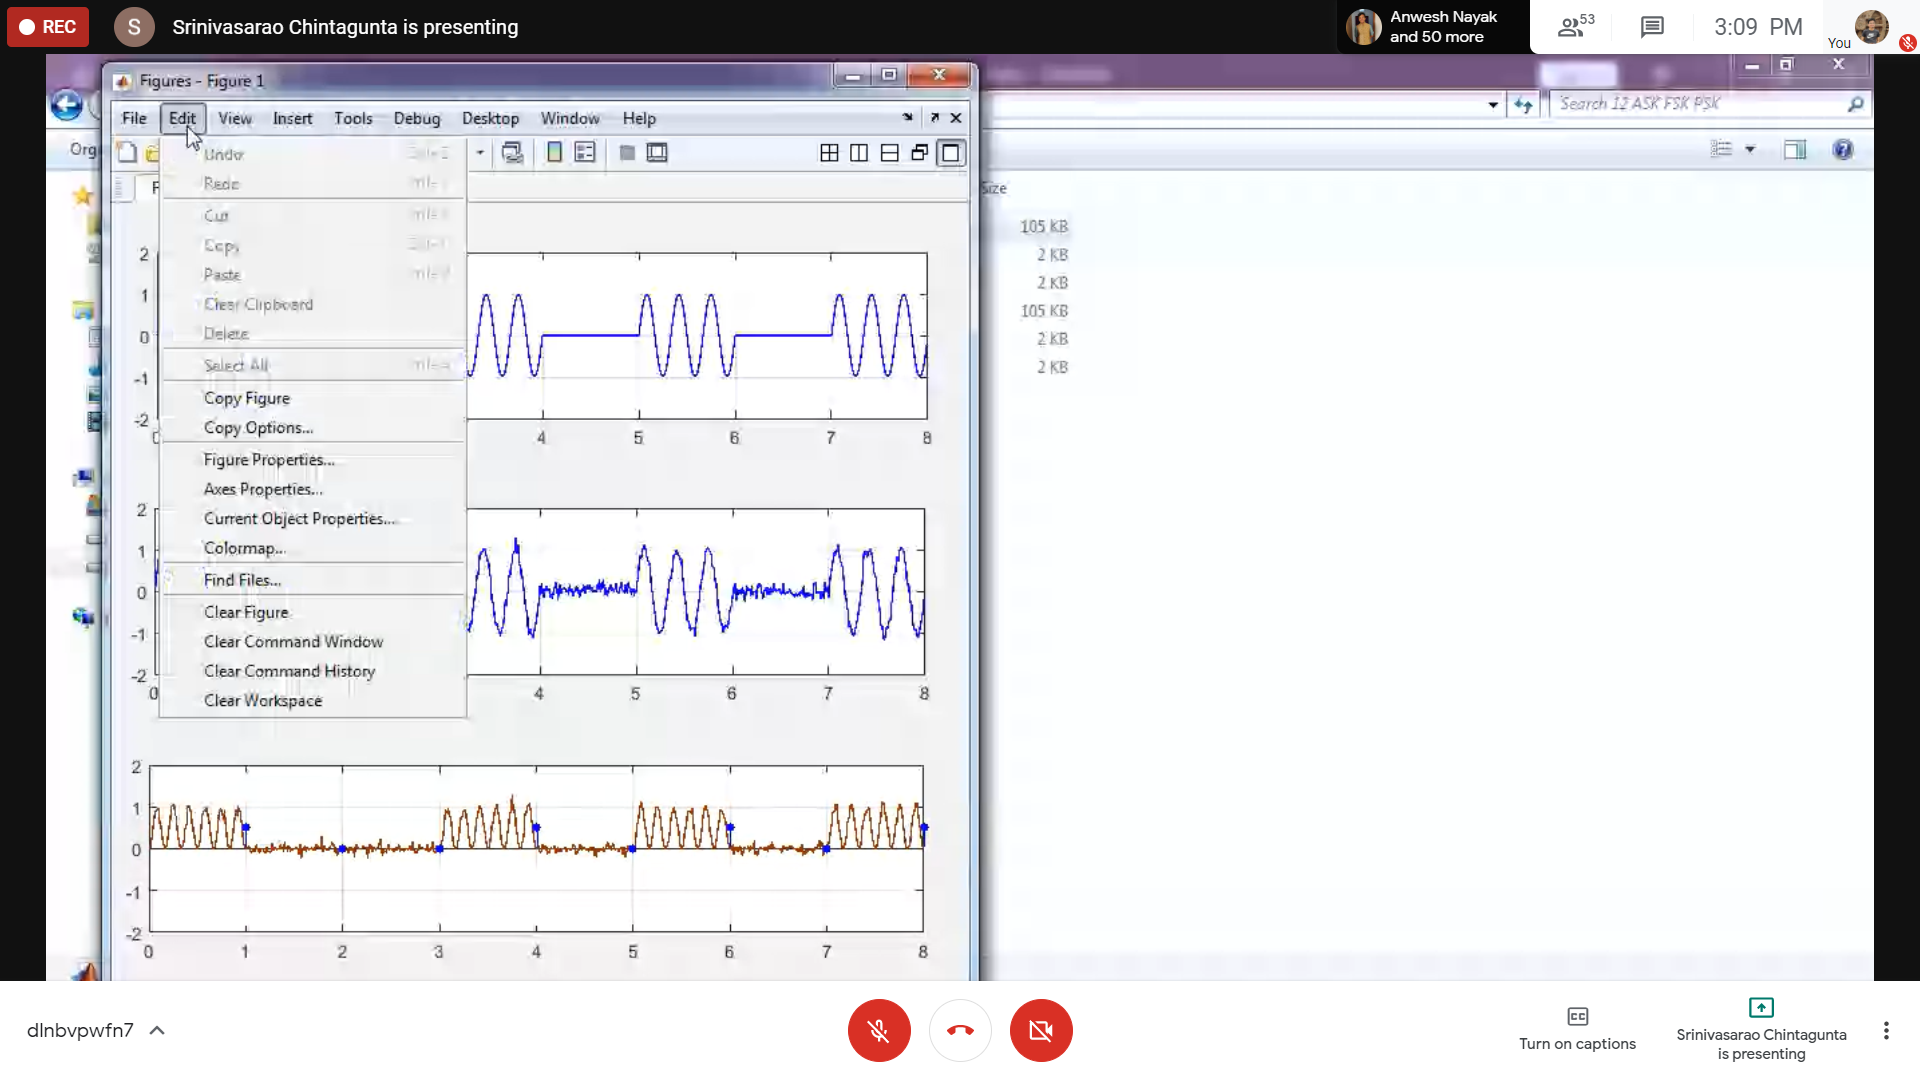 REC
S
Srinivasarao Chintagunta is presenting
Anwesh Nayak
and 50 more
53
3:09 PM
You
Figures - Figure 1
File Edit View Insert Tools Debug Desktop Window Help
Search 12 ASK FSK PSK
Org
Undo
Redo
Cut
Copy
Paste
Clear Clipboard
Delete
Select All
Copy Figure
Copy Options...
Figure Properties...
Axes Properties...
Current Object Properties...
Colormap...
Find Files...
Clear Figure
Clear Command Window
Clear Command History
Clear Workspace
Size
105 KB
2 KB
2 KB
105 KB
2 KB
2 KB
2
1
0
-1
-2
0 4 5 6 7 8
2
1
0
-1
-2
0 4 5 6 7 8
2
1
0
-1
-2
0 1 2 3 4 5 6 7 8
dlnbvpwfn7
Turn on captions
Srinivasarao Chintagunta
is presenting